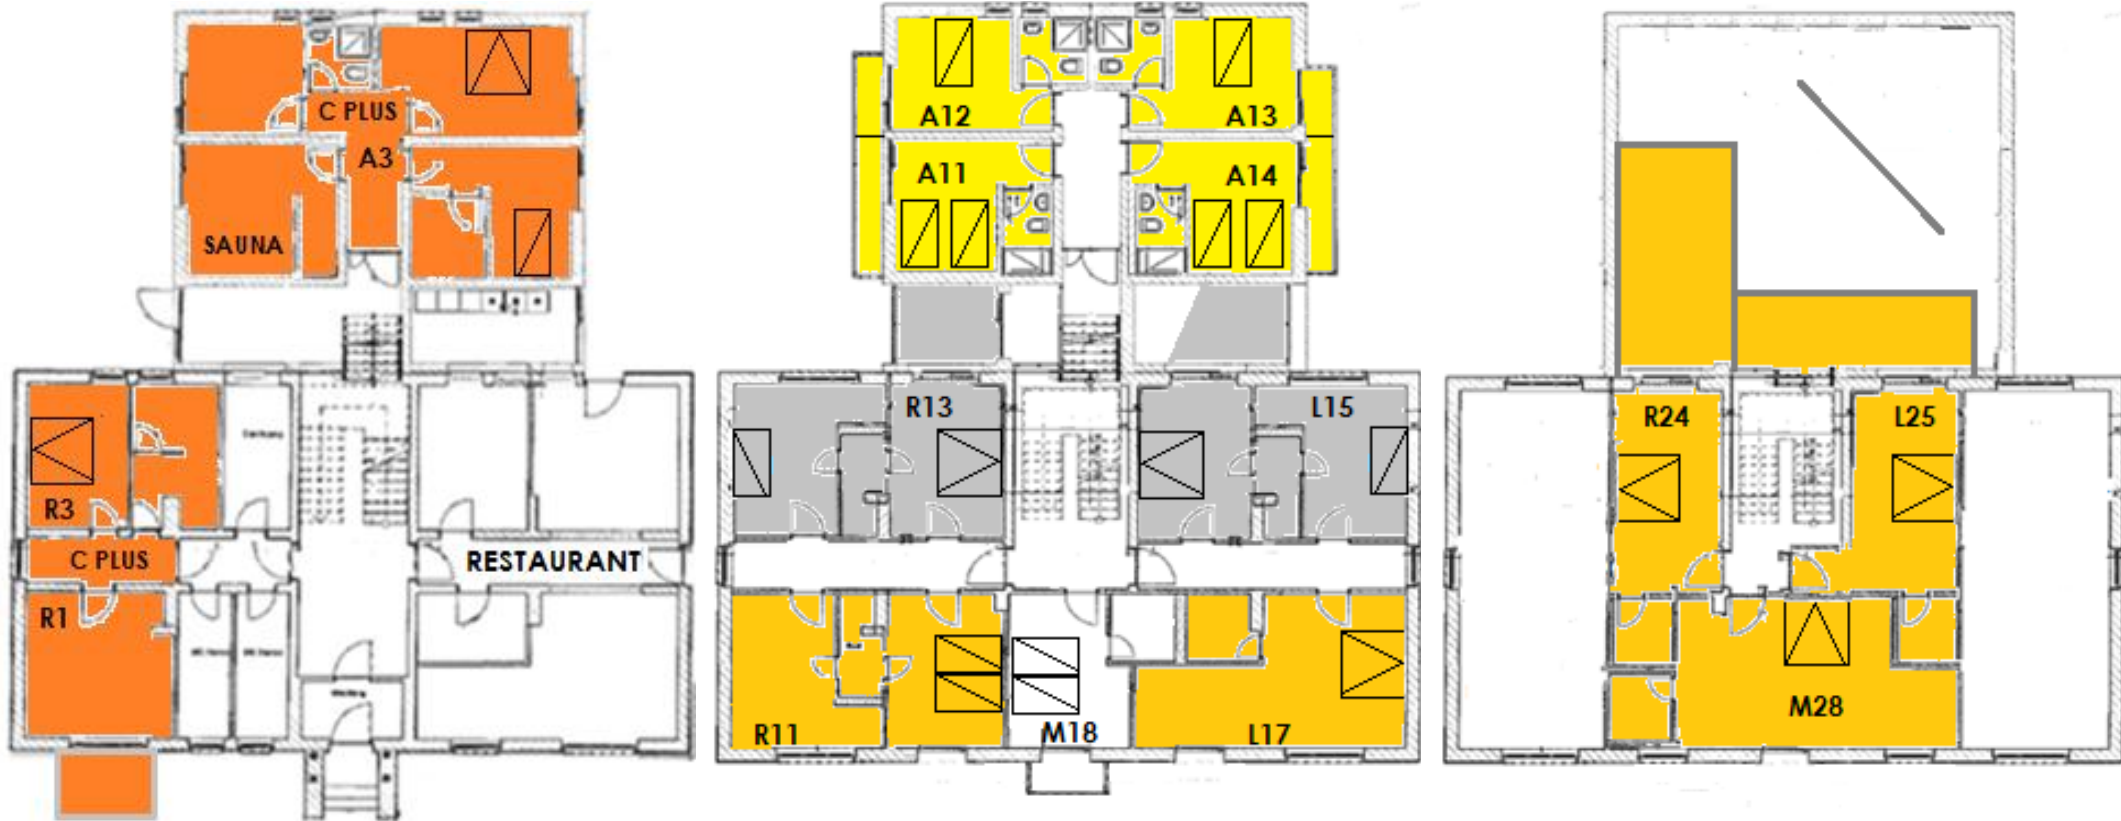 C PLUS
A3
SAUNA
R3
C PLUS
RESTAURANT
R1
A12
A13
A11
A14
R13
L15
R11
M18
L17
R24
L25
M28